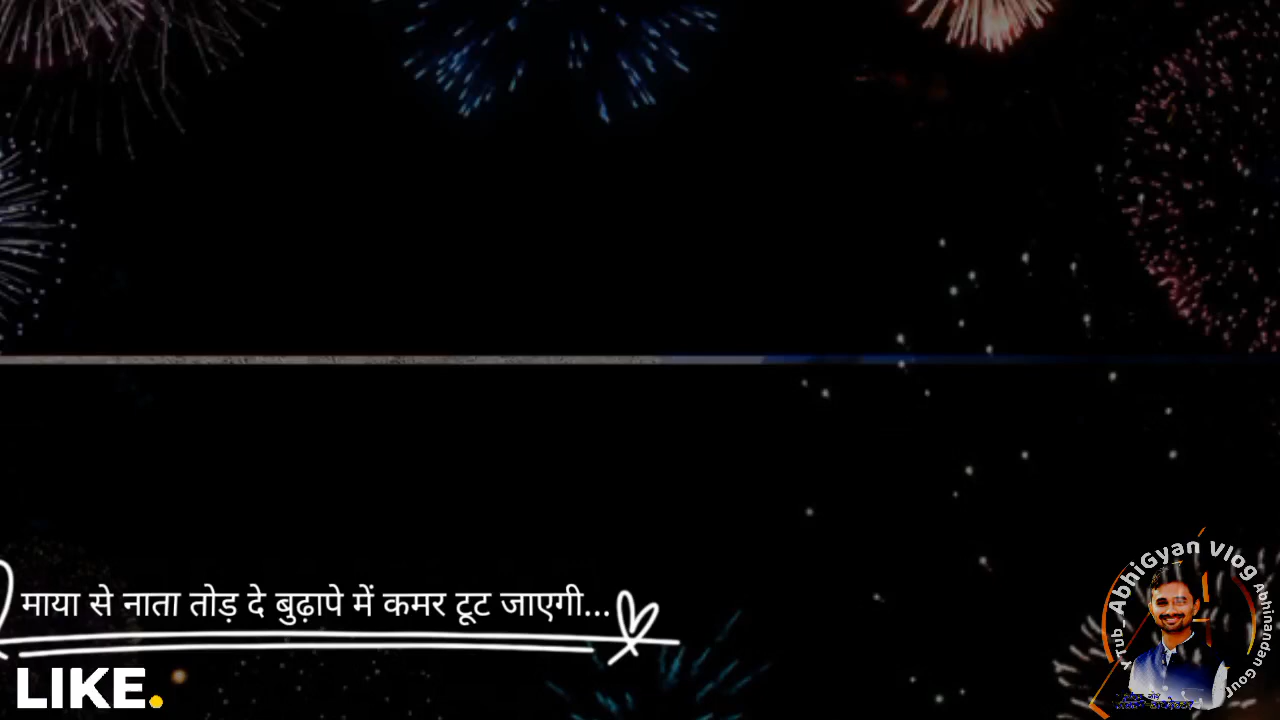 माया से नाता तोड़ दे बुढ़ापे में कमर टूट जाएगी...
LIKE.
YTub_AbhiGyan Vlog Abhinandan Gour